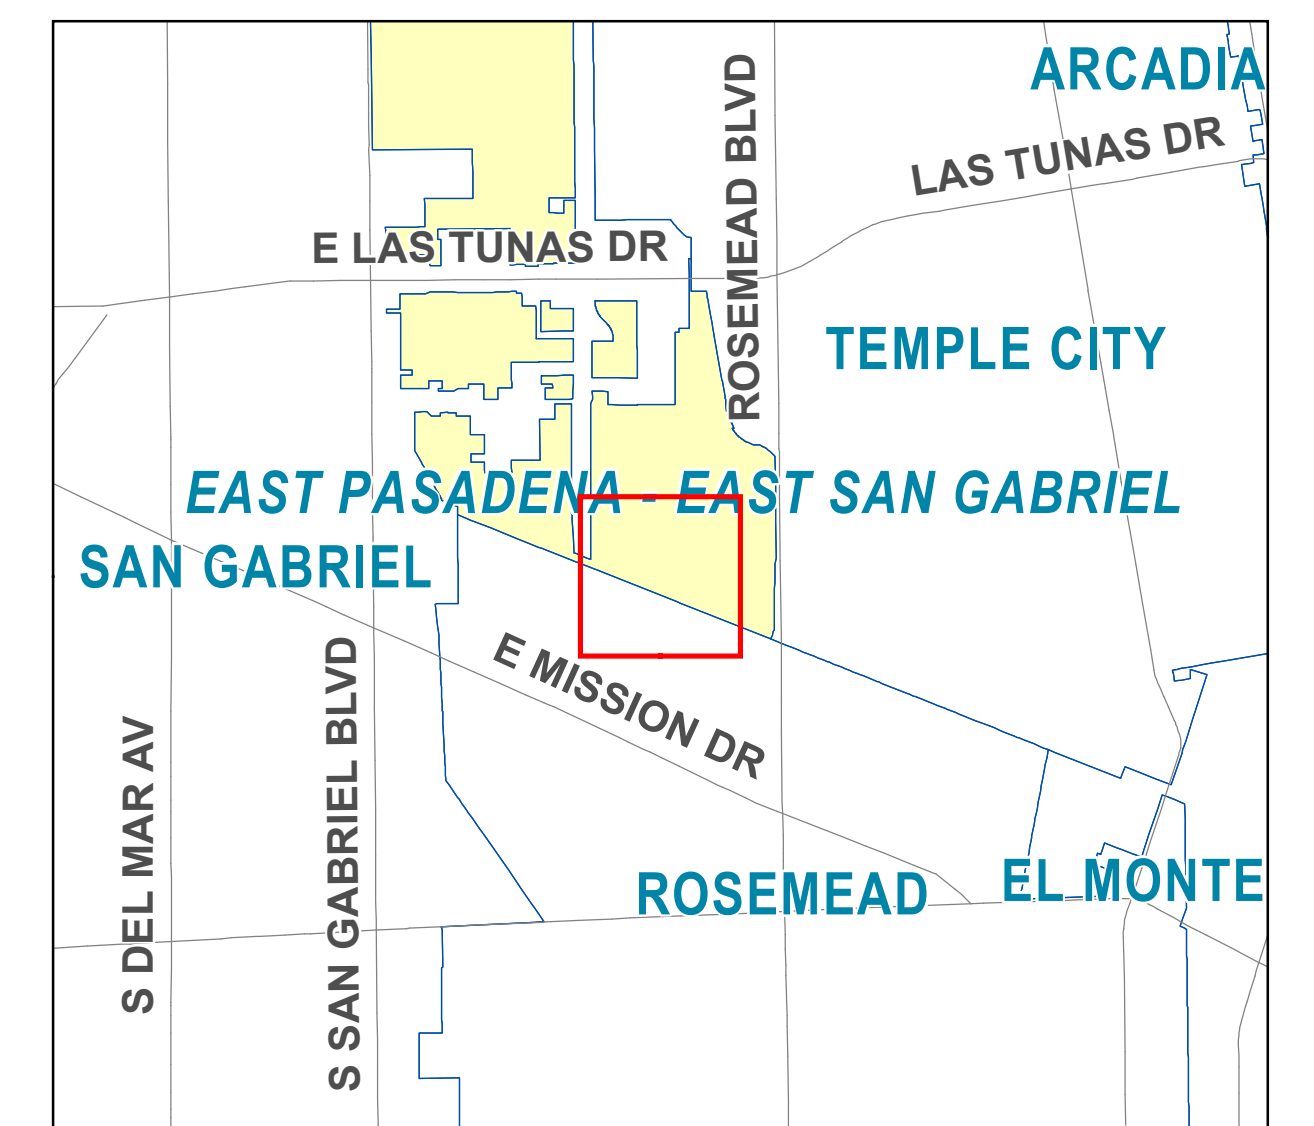 ARCADIA
LAS TUNAS DR
ROSEMEAD BLVD
E LAS TUNAS DR
TEMPLE CITY
EAST PASADENA - EAST SAN GABRIEL
SAN GABRIEL
E MISSION DR
S SAN GABRIEL BLVD
S DEL MAR AV
ROSEMEAD
EL MONTE